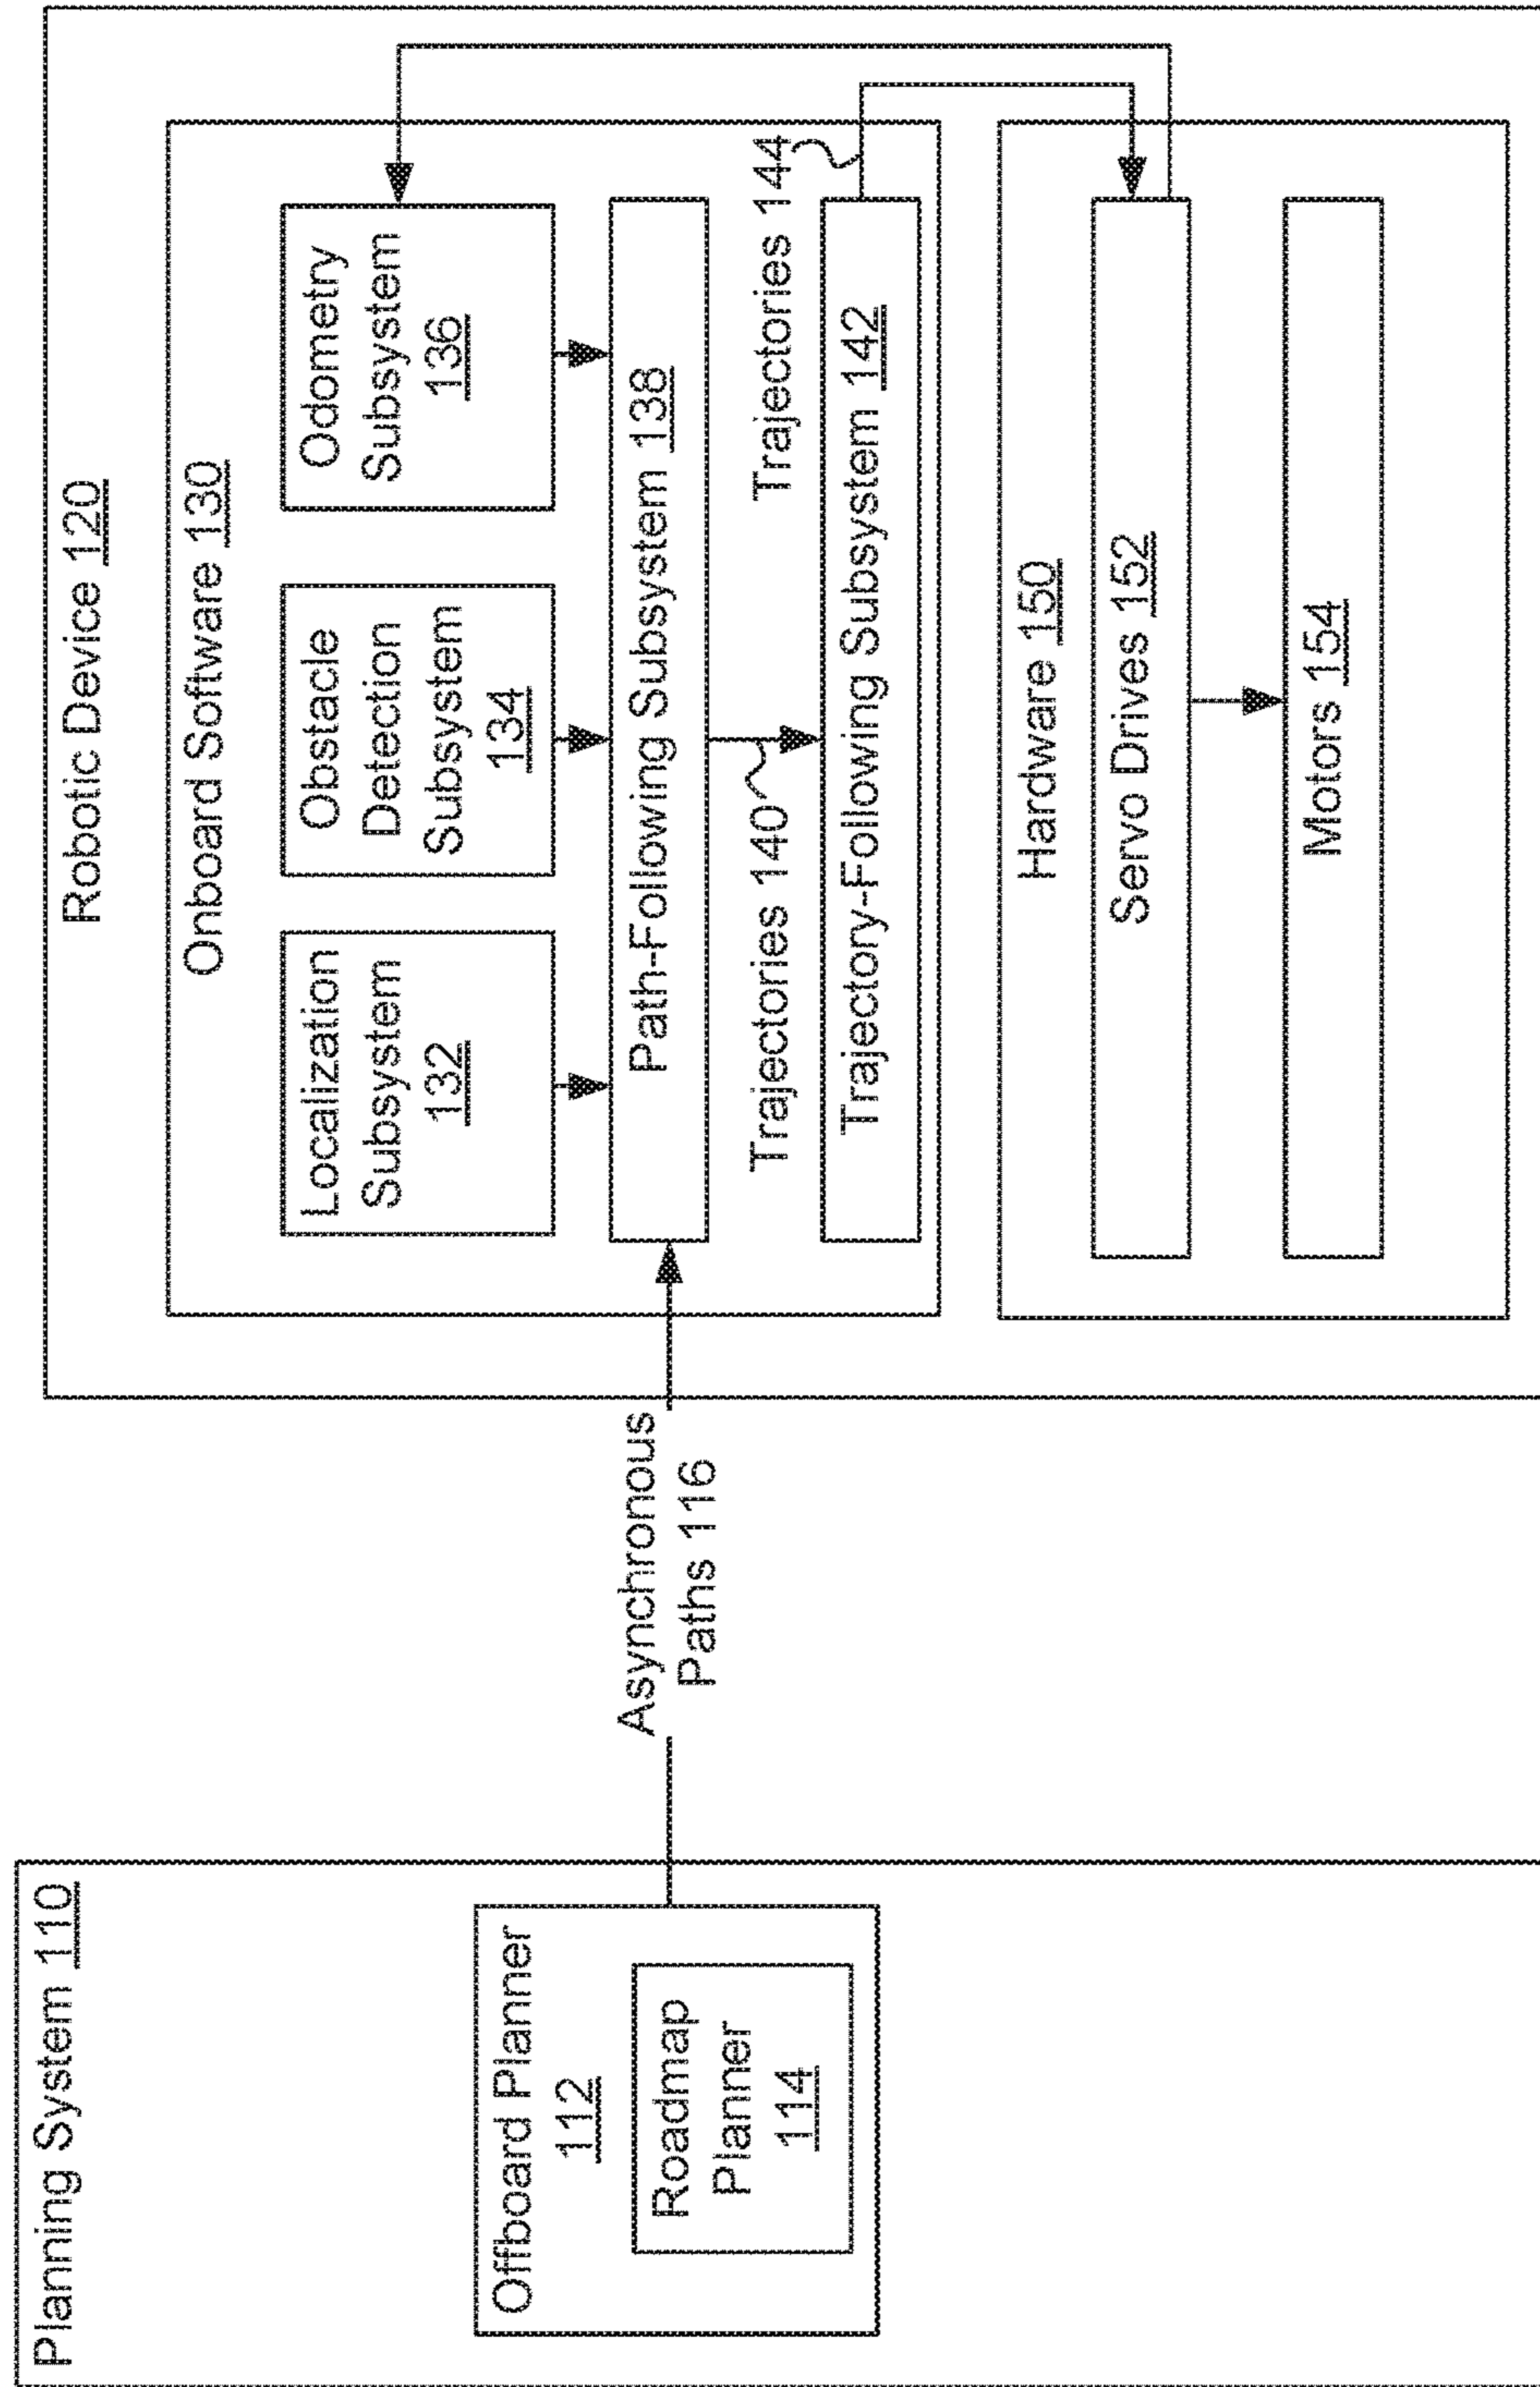 Planning System 110
Offboard Planner
112
Roadmap
Planner
114
Asynchronous
Paths 116
Robotic Device 120
Onboard Software 130
Localization
Subsystem
132
Obstacle
Detection
Subsystem
134
Odometry
Subsystem
136
Path-Following Subsystem 138
Trajectories 140
Trajectories 144
Trajectory-Following Subsystem 142
Hardware 150
Servo Drives 152
Motors 154